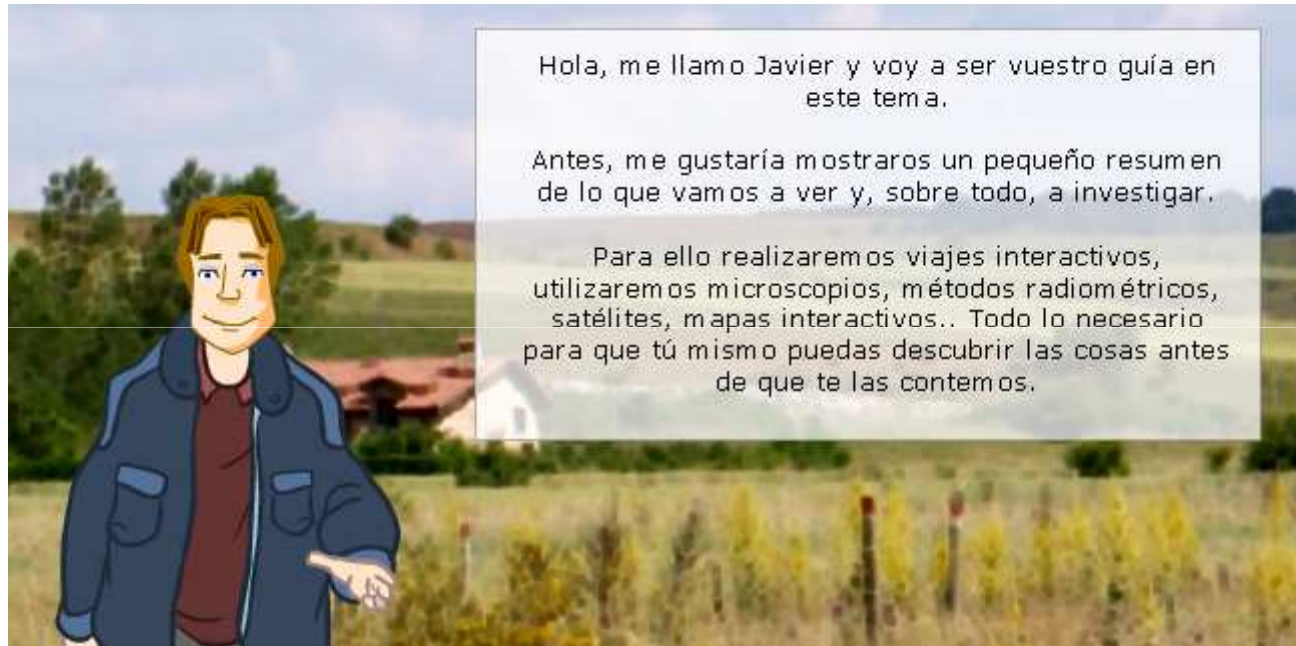 Hola, me llamo Javier y voy a ser vuestro guía en
este tema.
Antes, me gustaría mostraros un pequeño resumen
de lo que vamos a ver y, sobre todo, a investigar.
Para ello realizaremos viajes interactivos,
utilizaremos microscopios, métodos radiométricos,
satélites, mapas interactivos.. Todo lo necesario
para que tú mismo puedas descubrir las cosas antes
de que te las contemos.